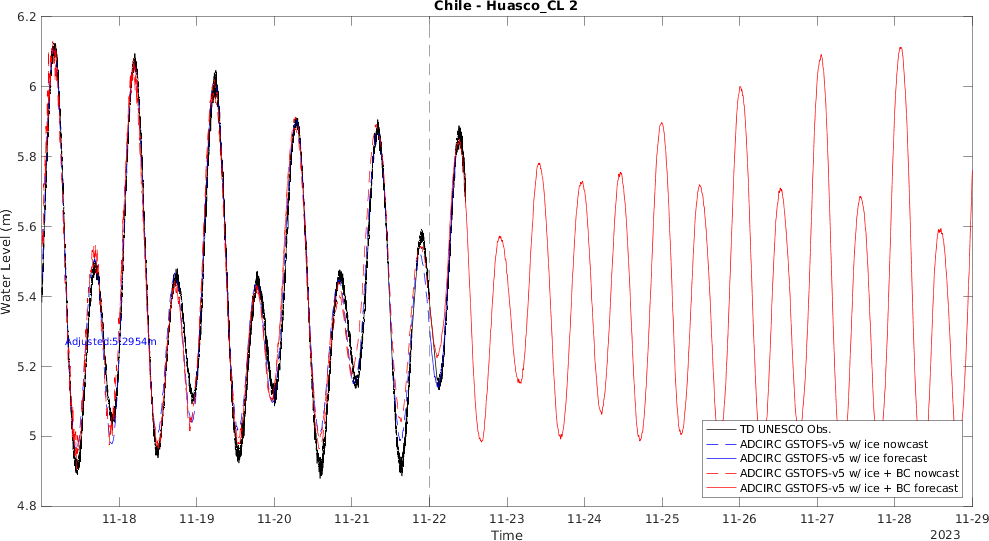 Chile - Huasco_CL 2
6.2
6
5.8
5.6
5.4
5.2
5
4.8
Water Level (m)
Adjusted:5.2954m
TD UNESCO Obs.
ADCIRC GSTOFS-v5 w/ ice nowcast
ADCIRC GSTOFS-v5 w/ ice forecast
ADCIRC GSTOFS-v5 w/ ice + BC nowcast
ADCIRC GSTOFS-v5 w/ ice + BC forecast
11-18 11-19 11-20 11-21 11-22 11-23 11-24 11-25 11-26 11-27 11-28 11-29
Time
2023